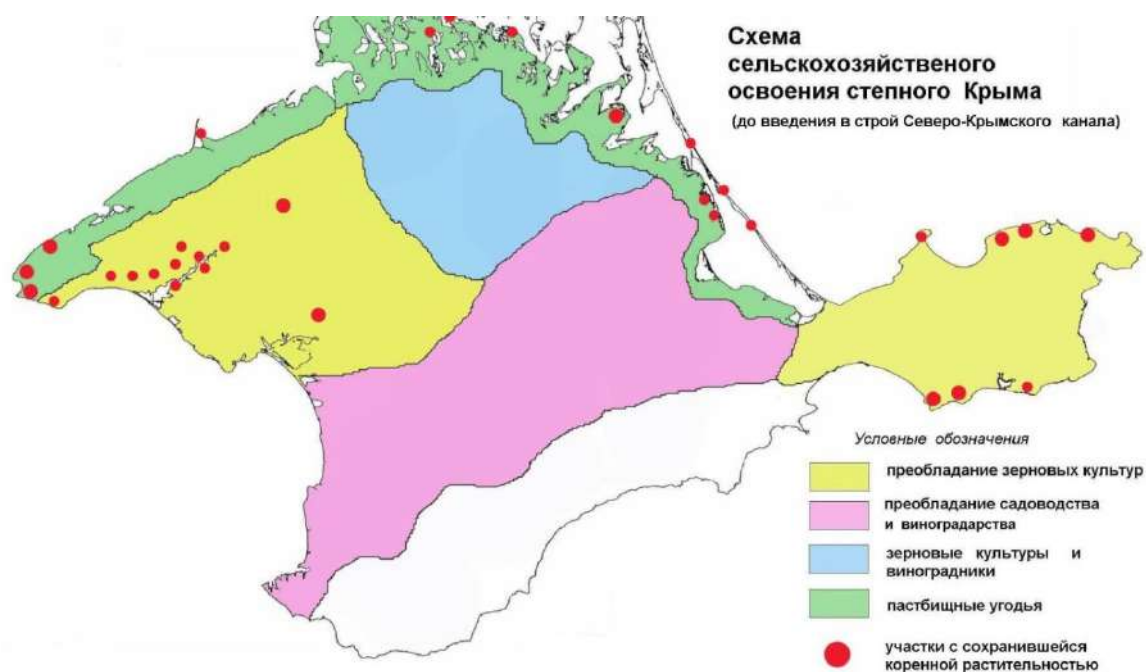 Схема
сельскохозяйственого
освоения степного Крыма
(до введения в строй Северо-Крымского канала)
Условные обозначения
преобладание зерновых культур
преобладание садоводства
и виноградарства
зерновые культуры и
виноградники
пастбищные угодья
участки с сохранившейся
коренной растительностью